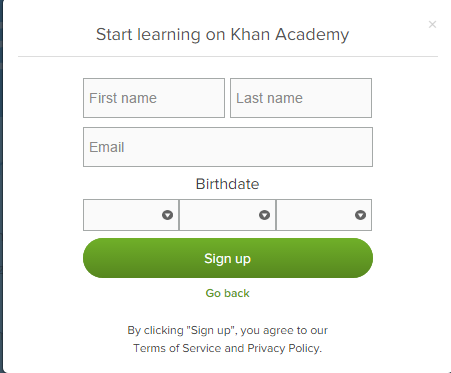 Start learning on Khan Academy
First name Last name
Email
Birthdate
Sign up
Go back
By clicking "Sign up", you agree to our
Terms of Service and Privacy Policy.